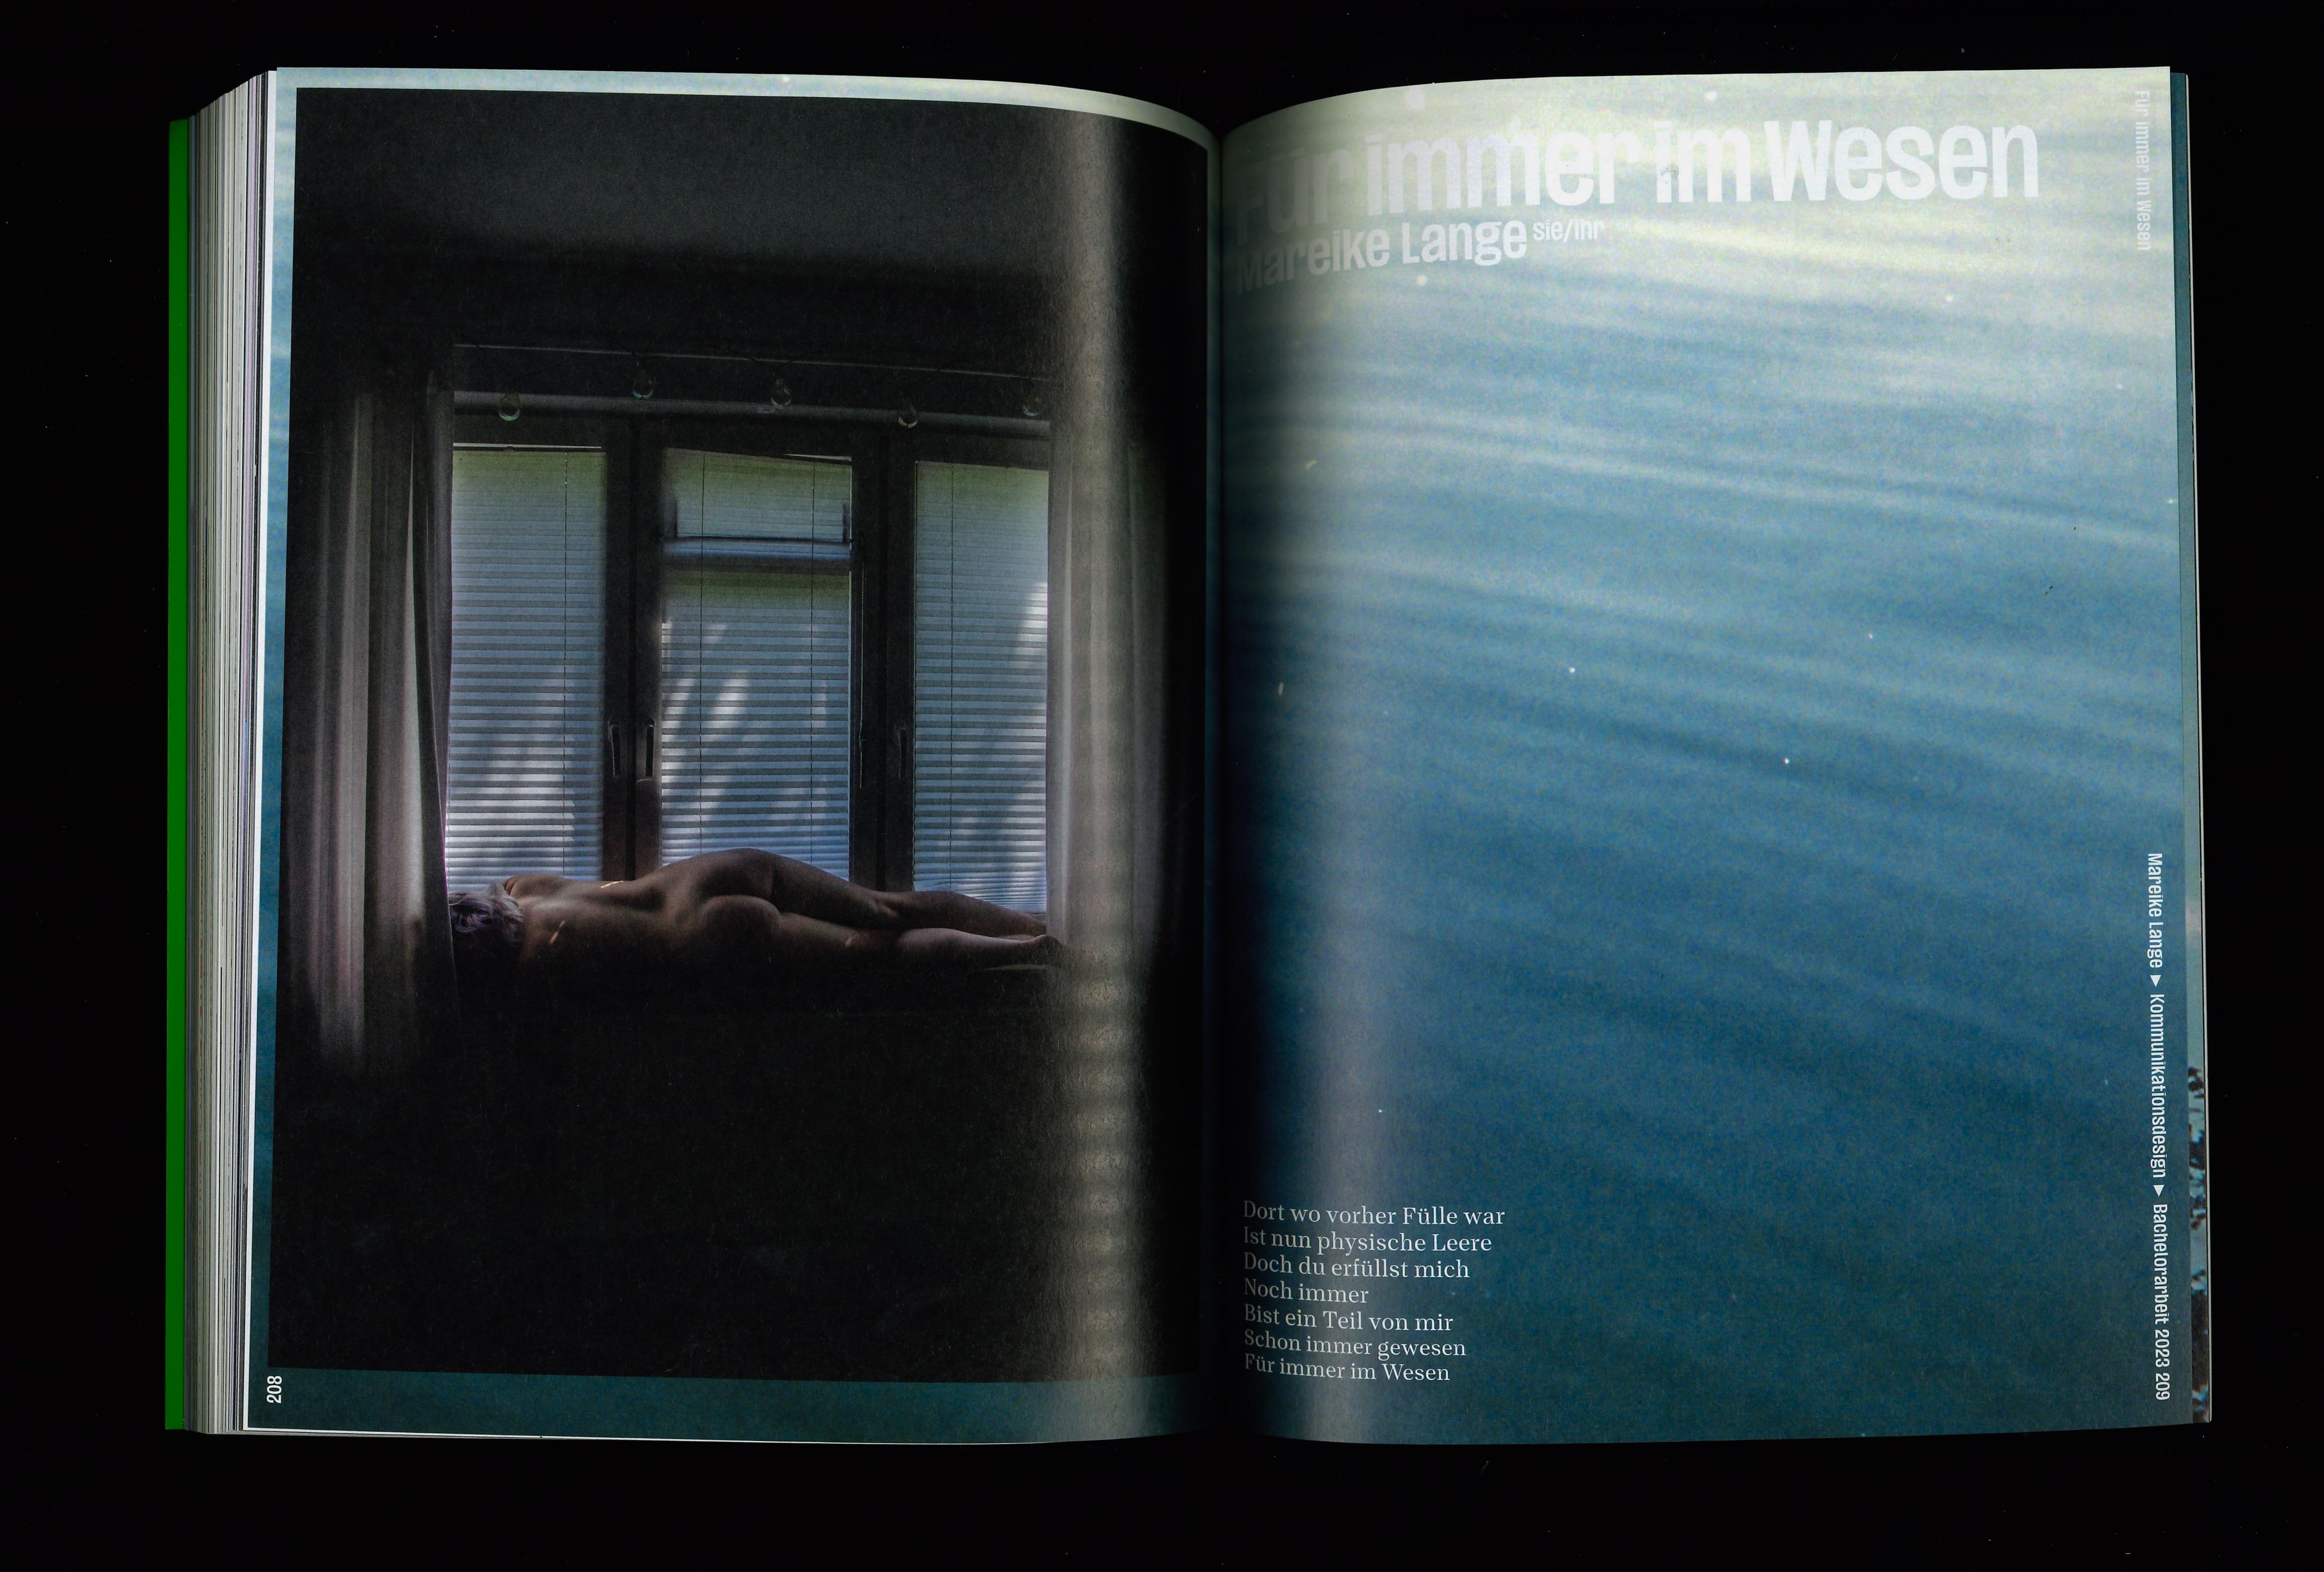 208
Für immer im Wesen
Mareike Lange sie/ihr
Für immer im Wesen
Dort wo vorher Fülle war
Ist nun physische Leere
Doch du erfüllst mich
Noch immer
Bist ein Teil von mir
Schon immer gewesen
Für immer im Wesen
Mareike Lange ▼ Kommunikationsdesign ▼ Bachelorarbeit 2023 209